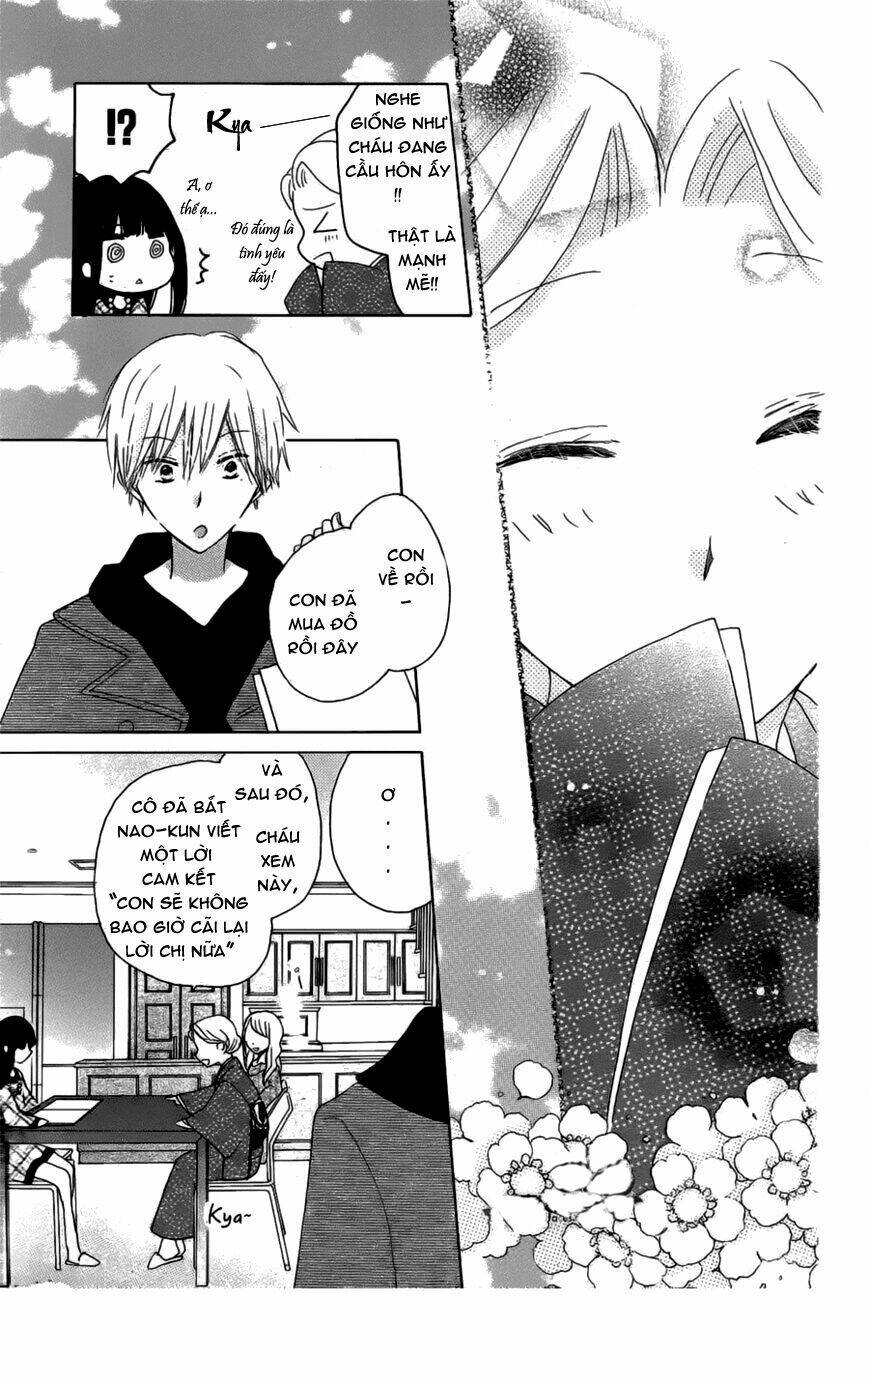 NGHE
GIỐNG NHƯ
CHÁU ĐANG
CẦU HÔN ẤY
!!
THẬT LÀ
MẠNH
MẼ!!
Kya
Đó đúng là
tình yêu
đấy!
A, ơ
thế ạ...
!?
CON
VỀ RỒI
-
CON ĐÃ
MUA ĐỒ
RỒI ĐÂY
Ơ
.
.
.
VÀ
SAU ĐÓ,
CHÁU
XEM
NÀY,
CÔ ĐÃ BẮT
NAO-KUN VIẾT
MỘT LỜI
CAM KẾT
"CON SẼ KHÔNG
BAO GIỜ CÃI LẠI
LỜI CHỊ NỮA"
Kya~